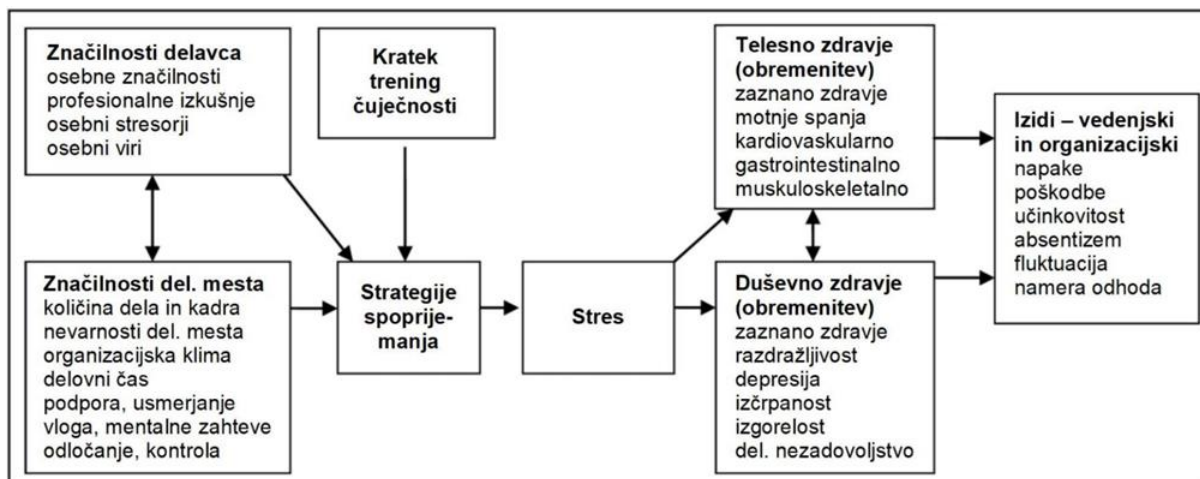 Značilnosti delavca
osebne značilnosti
profesionalne izkušnje
osebni stresorji
osebni viri
Kratek
trening
čuječnosti
Telesno zdravje
(obremenitev)
zaznano zdravje
motnje spanja
kardiovaskularno
gastrointestinalno
muskuloskeletalno
Izidi – vedenjski
in organizacijski
napake
poškodbe
učinkovitost
absentizem
fluktuacija
namera odhoda
Značilnosti del. mesta
količina dela in kadra
nevarnosti del. mesta
organizacijska klima
delovni čas
podpora, usmerjanje
vloga, mentalne zahteve
odločanje, kontrola
Strategije
spoprije-
manja
Stres
Duševno zdravje
(obremenitev)
zaznano zdravje
razdražljivost
depresija
izčrpanost
izgorelost
del. nezadovoljstvo